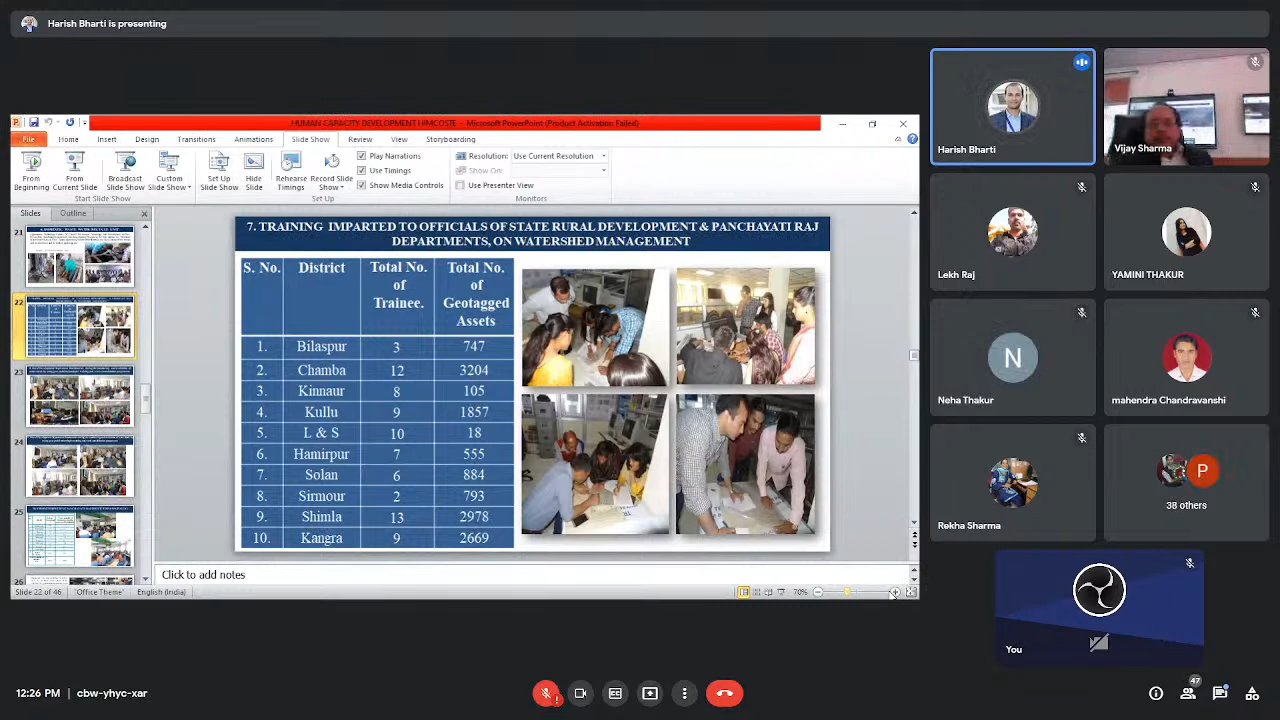 Harish Bharti is presenting
HUMAN CAPACITY DEVELOPMENT HIMCOSTE - Microsoft PowerPoint (Product Activation Failed)
File Home Insert Design Transitions Animations Slide Show Review View Storyboarding
From Beginning
From Current Slide
Broadcast Slide Show
Custom Slide Show
Set Up Slide Show
Hide Slide
Rehearse Timings
Record Slide Show
Play Narrations
Use Timings
Show Media Controls
Resolution: Use Current Resolution
Show On:
Use Presenter View
Start Slide Show Set Up Monitors
Slides Outline
21
22
23
24
25
26
7. TRAINING IMPARTED TO OFFICIALS OF STATE RURAL DEVELOPMENT & PANCHAYATI RAJ
DEPARTMENTS, ON WATERSHED MANAGEMENT
S. No. District Total No. of Trainee. Total No. of Geotagged Assets
1. Bilaspur 3 747
2. Chamba 12 3204
3. Kinnaur 8 105
4. Kullu 9 1857
5. L & S 10 18
6. Hamirpur 7 555
7. Solan 6 884
8. Sirmour 2 793
9. Shimla 13 2978
10. Kangra 9 2669
Click to add notes
Slide 22 of 46 "Office Theme" English (India) 70%
Harish Bharti
Vijay Sharma
Lekh Raj
YAMINI THAKUR
N
Neha Thakur
mahendra Chandravanshi
Rekha Sharma
P
38 others
You
12:26 PM | cbw-yhyc-xar
47